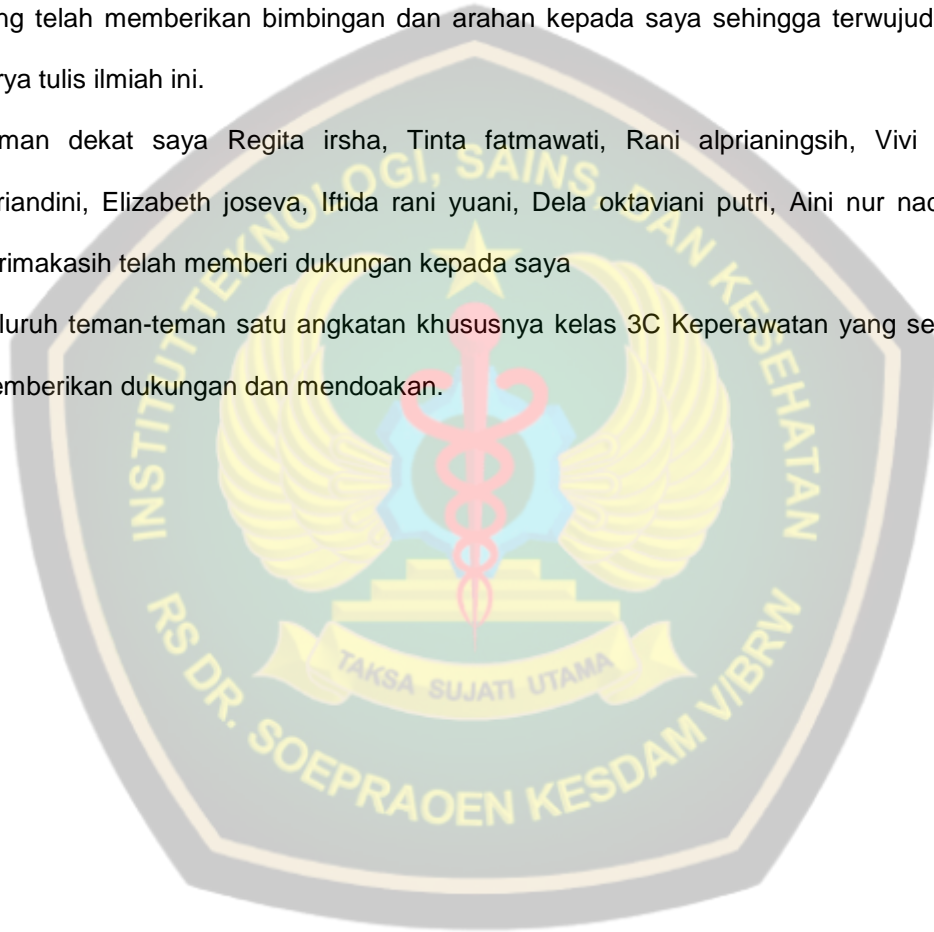 ng telah memberikan bimbingan dan arahan kepada saya sehingga terwujud
rya tulis ilmiah ini.
man dekat saya Regita irsha, Tinta fatmawati, Rani alprianingsih, Vivi
riandini, Elizabeth joseva, Iftida rani yuani, Dela oktaviani putri, Aini nur nad
rimakasih telah memberi dukungan kepada saya
luruh teman-teman satu angkatan khususnya kelas 3C Keperawatan yang se
emberikan dukungan dan mendoakan.
INSTITUT TEKNOLOGI, SAINS, DAN KESEHATAN
TAKSA SUJATI UTAMA
RS DR. SOEPRAOEN KESDAM V/BRW